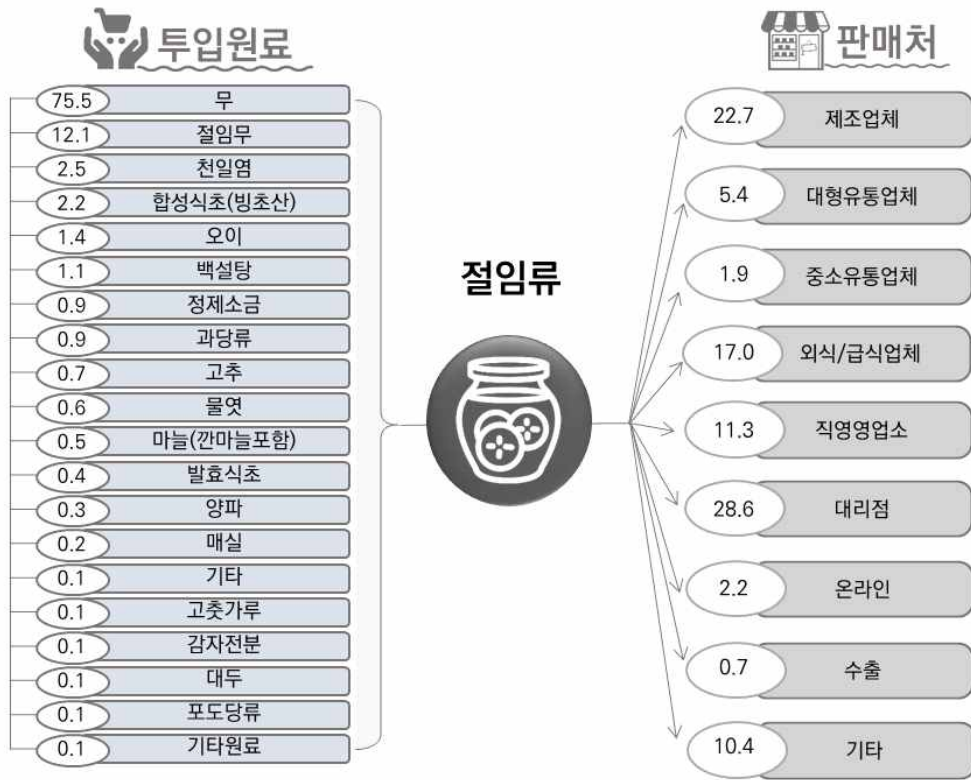 투입원료
75.5 무
12.1 절임무
2.5 천일염
2.2 합성식초(빙초산)
1.4 오이
1.1 백설탕
0.9 정제소금
0.9 과당류
0.7 고추
0.6 물엿
0.5 마늘(깐마늘포함)
0.4 발효식초
0.3 양파
0.2 매실
0.1 기타
0.1 고춧가루
0.1 감자전분
0.1 대두
0.1 포도당류
0.1 기타원료
절임류
판매처
22.7 제조업체
5.4 대형유통업체
1.9 중소유통업체
17.0 외식/급식업체
11.3 직영영업소
28.6 대리점
2.2 온라인
0.7 수출
10.4 기타